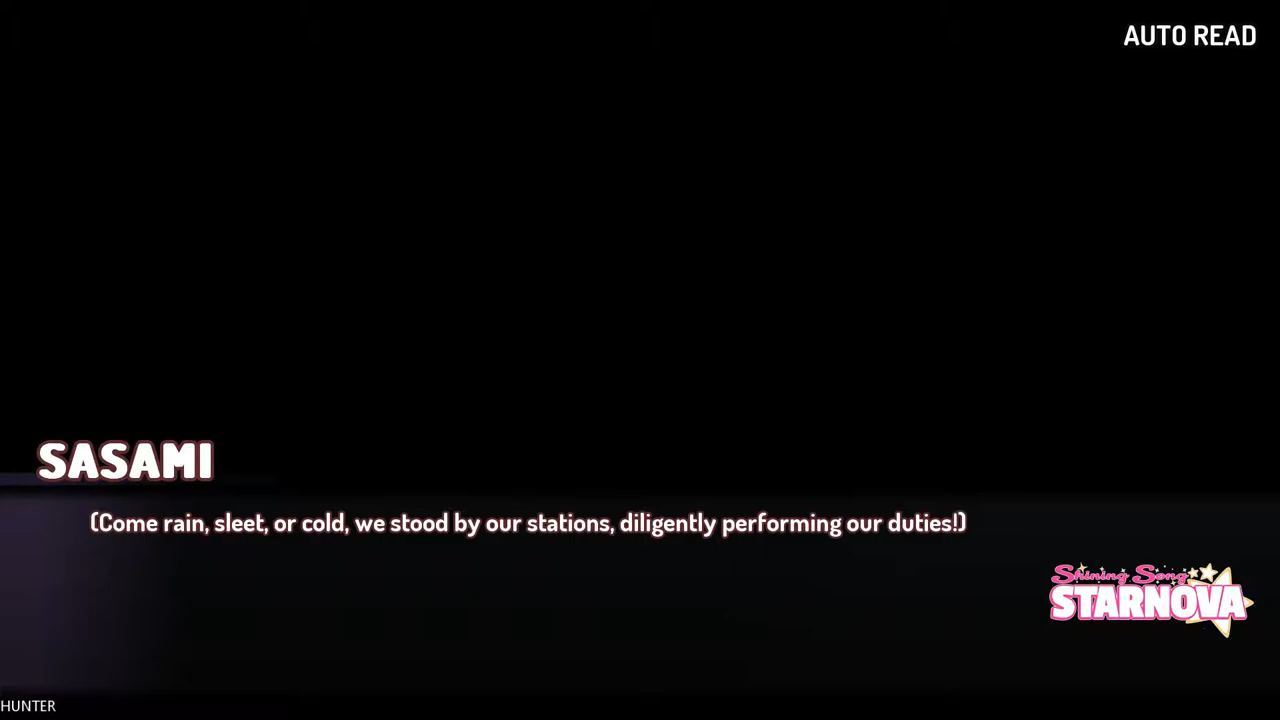 AUTO READ
SASAMI
(Come rain, sleet, or cold, we stood by our stations, diligently performing our duties!)
Shining Song
STARNOVA
HUNTER